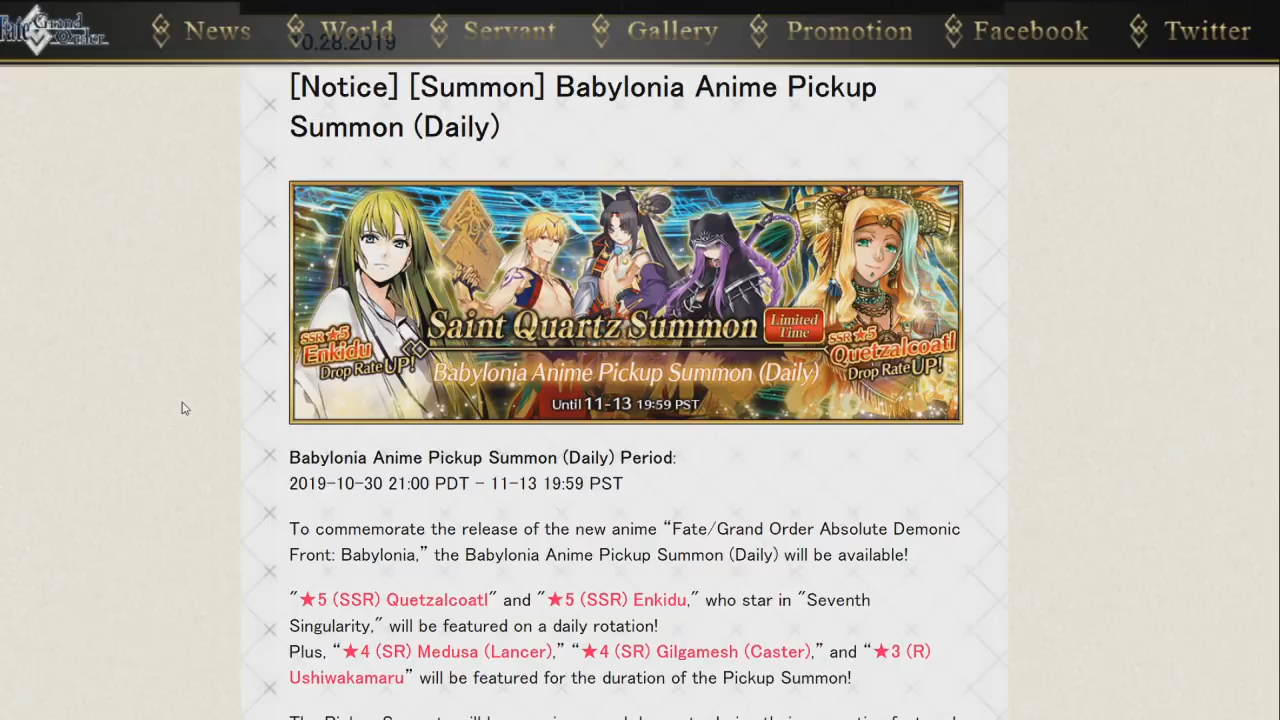 Fate Grand Order
News
World
Servant
Gallery
Promotion
Facebook
Twitter
10.28.2019
[Notice] [Summon] Babylonia Anime Pickup
Summon (Daily)
SSR ★5
Enkidu
Drop Rate UP!
Saint Quartz Summon
Limited
Time
Babylonia Anime Pickup Summon (Daily)
Until 11-13 19:59 PST
SSR ★5
Quetzalcoatl
Drop Rate UP!
Babylonia Anime Pickup Summon (Daily) Period:
2019-10-30 21:00 PDT – 11-13 19:59 PST
To commemorate the release of the new anime “Fate/Grand Order Absolute Demonic
Front: Babylonia,” the Babylonia Anime Pickup Summon (Daily) will be available!
"★5 (SSR) Quetzalcoatl" and "★5 (SSR) Enkidu," who star in "Seventh
Singularity," will be featured on a daily rotation!
Plus, “★4 (SR) Medusa (Lancer),” “★4 (SR) Gilgamesh (Caster),” and “★3 (R)
Ushiwakamaru” will be featured for the duration of the Pickup Summon!